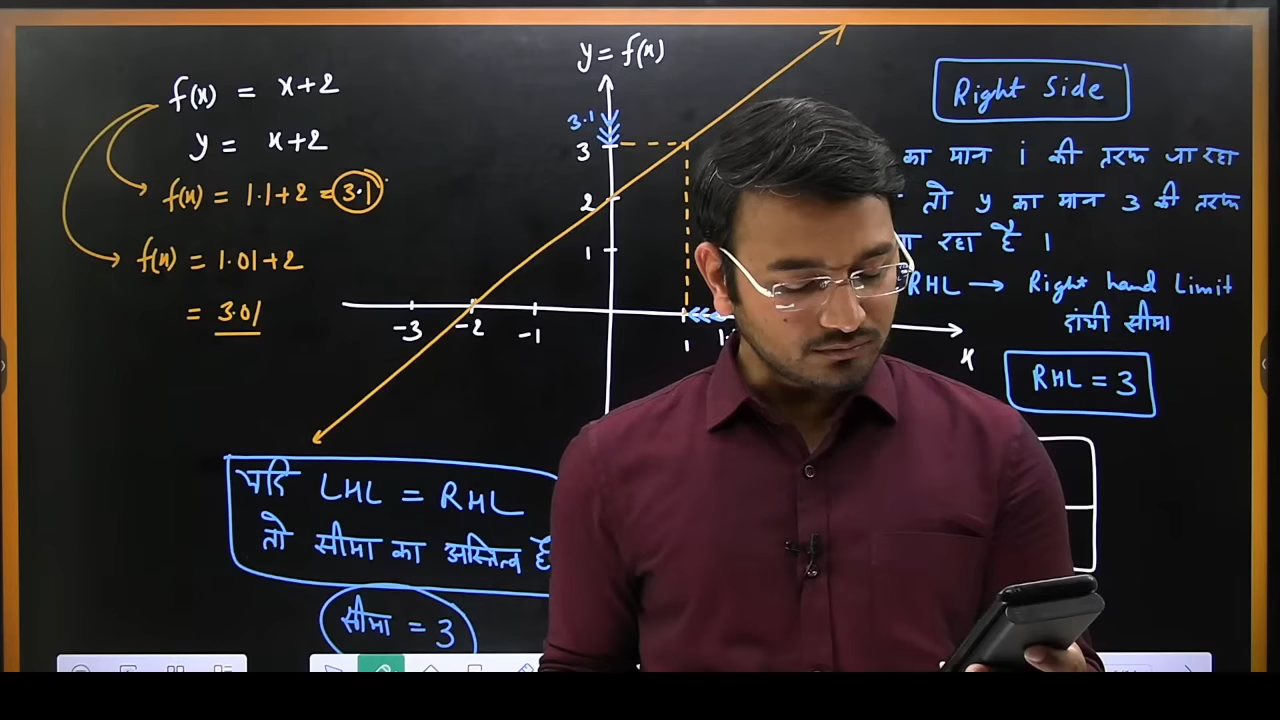 f(x) = x+2
y = x+2
f(x) = 1.1+2 = 3.1
f(x) = 1.01+2
= 3.01
y = f(x)
3.1
3
2
1
-3 -2 -1 1
x
Right Side
का मान 1 की तरफ जा रहा
तो y का मान 3 की तरफ
रहा है ।
RHL → Right hand Limit
दांयी सीमा
RHL = 3
यदि LHL = RHL
तो सीमा का अस्तित्व है
सीमा = 3